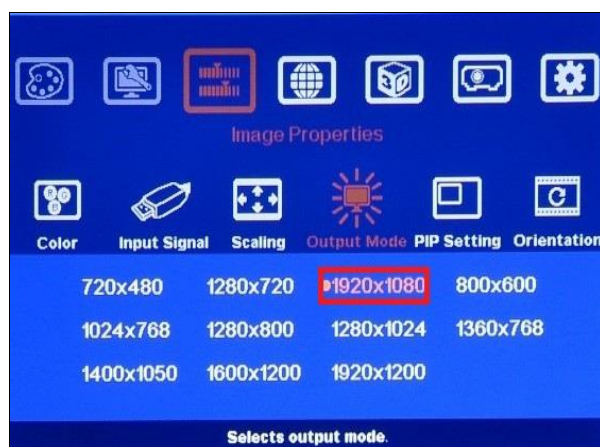 3D
Image Properties
R G B
Color Input Signal Scaling Output Mode PIP Setting Orientation
720x480 1280x720 1920x1080 800x600
1024x768 1280x800 1280x1024 1360x768
1400x1050 1600x1200 1920x1200
Selects output mode.